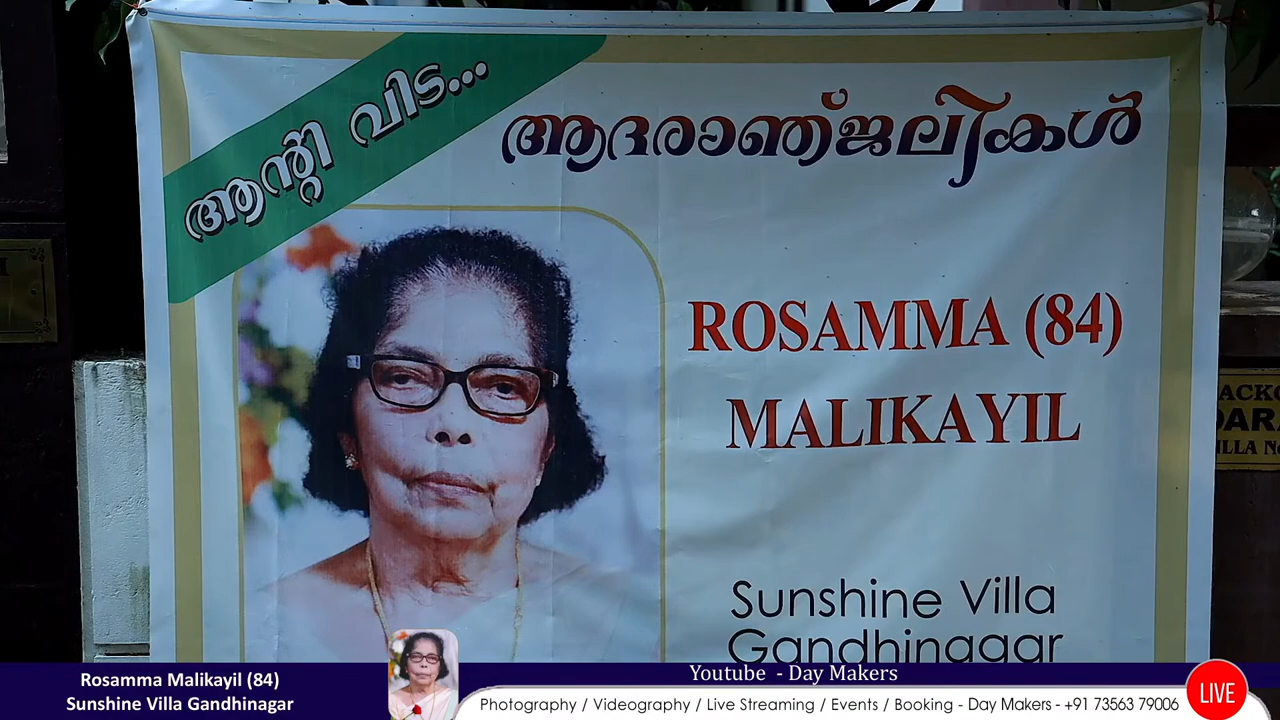 ആന്റി വിട...
ആദരാഞ്ജലികൾ
ROSAMMA (84)
MALIKAYIL
Sunshine Villa
Gandhinagar
Rosamma Malikayil (84)
Sunshine Villa Gandhinagar
Youtube - Day Makers
Photography / Videography / Live Streaming / Events / Booking - Day Makers - +91 73563 79006
LIVE